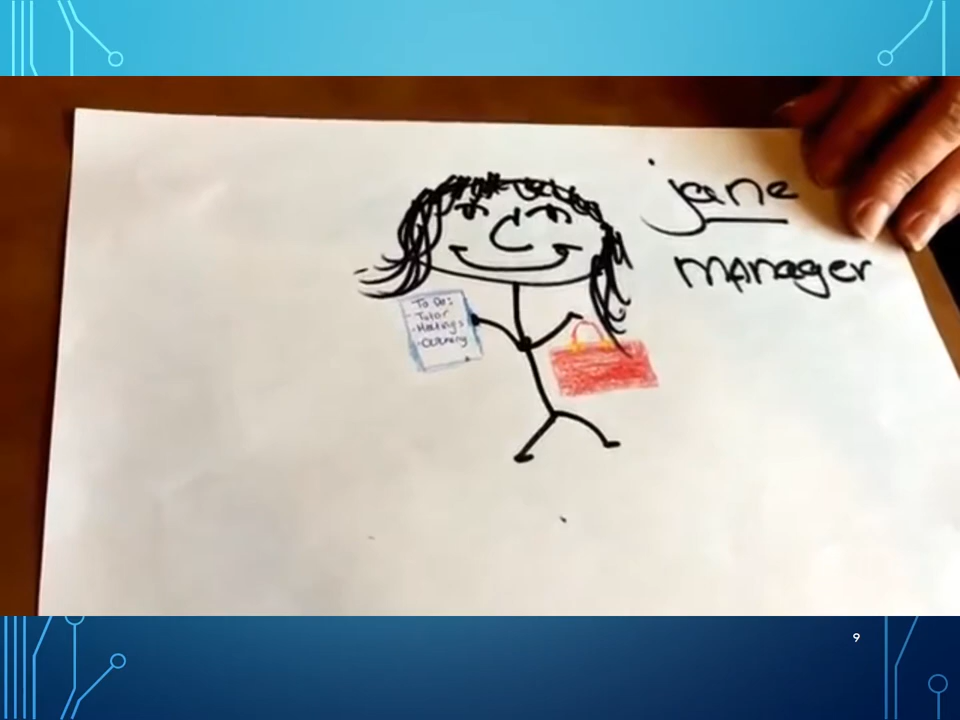 jane
manager
To Do:
- Tutor
- Meetings
9